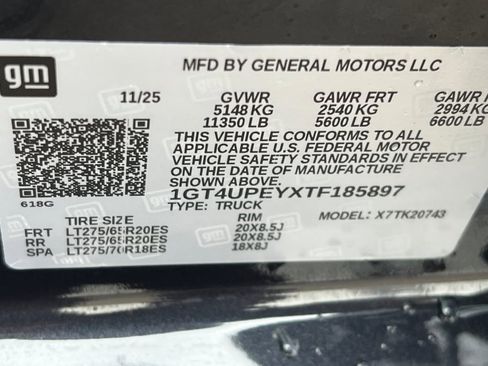 gm
MFD BY GENERAL MOTORS LLC
11/25 GVWR GAWR FRT GAWR
5148 KG 2540 KG 2994 KG
11350 LB 5600 LB 6600 LB
THIS VEHICLE CONFORMS TO ALL
APPLICABLE U.S. FEDERAL MOTOR
VEHICLE SAFETY STANDARDS IN EFFECT
ON THE DATE OF MANUFACTURE
SHOWN ABOVE.
1GT4UPEYXTF185897
618G
TYPE: TRUCK MODEL: X7TK20743
TIRE SIZE RIM
FRT LT275/65R20ES 20X8.5J
RR LT275/65R20ES 20X8.5J
SPA LT275/70R18ES 18X8J